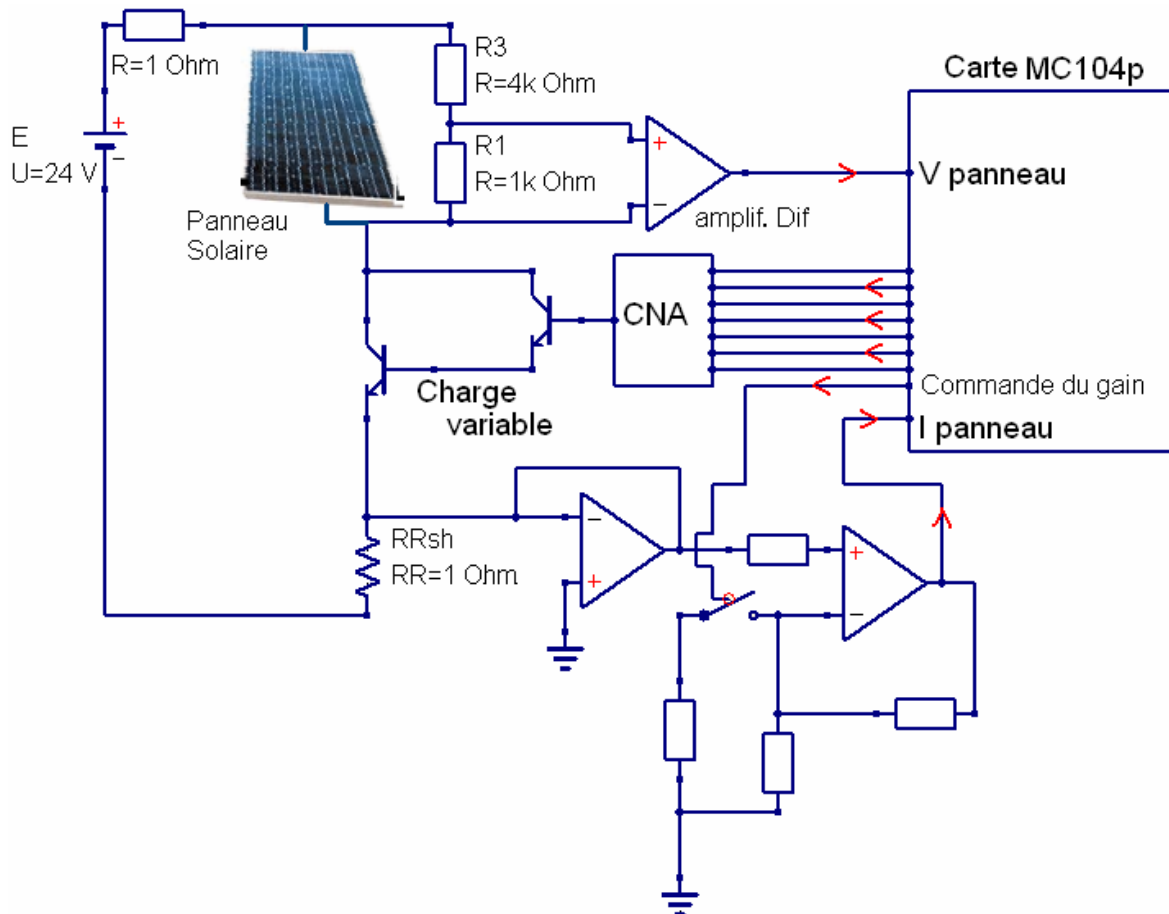 R=1 Ohm
R3
R=4k Ohm
Carte MC104p
E
+
−
U=24 V
R1
R=1k Ohm
+
−
amplif. Dif
V panneau
Panneau
Solaire
CNA
Charge
variable
Commande du gain
I panneau
RRsh
RR=1 Ohm
−
+
+
−